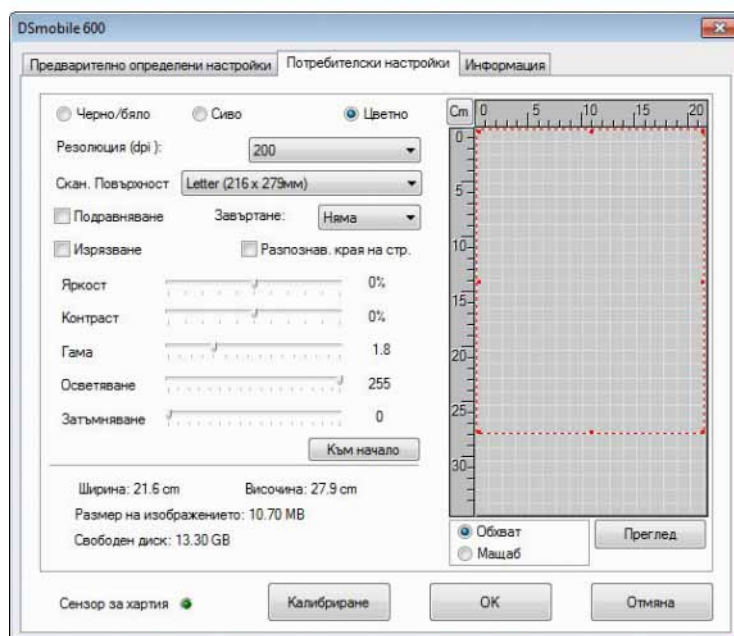 DSmobile 600
Предварително определени настройки Потребителски настройки Информация
Черно/бяло Сиво Цветно
Резолюция (dpi ): 200
Скан. Повърхност Letter (216 x 279мм)
Подравняване Завъртане: Няма
Изрязване Разпознав. края на стр.
Яркост 0%
Контраст 0%
Гама 1.8
Осветяване 255
Затъмняване 0
Към начало
Ширина: 21.6 cm Височина: 27.9 cm
Размер на изображението: 10.70 MB
Свободен диск: 13.30 GB
Cm 0 5 10 15 20
0
5
10
15
20
25
30
Обхват
Мащаб
Преглед
Сензор за хартия Калибриране OK Отмяна